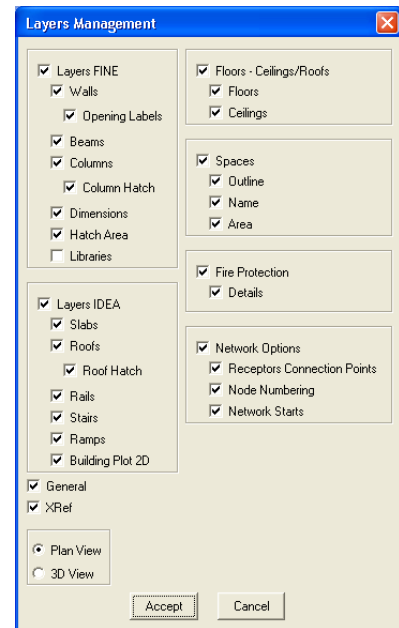 Layers Management
Layers FINE
Walls
Opening Labels
Beams
Columns
Column Hatch
Dimensions
Hatch Area
Libraries
Layers IDEA
Slabs
Roofs
Roof Hatch
Rails
Stairs
Ramps
Building Plot 2D
General
XRef
Plan View
3D View
Floors - Ceilings/Roofs
Floors
Ceilings
Spaces
Outline
Name
Area
Fire Protection
Details
Network Options
Receptors Connection Points
Node Numbering
Network Starts
Accept
Cancel